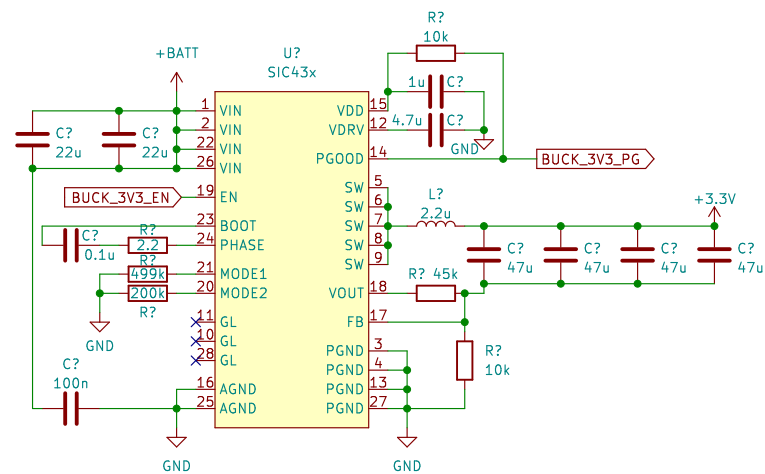 R?
10k
+BATT
U?
SIC43x
1u
C?
4.7u
C?
GND
1
2
22
26
VIN
VIN
VIN
VIN
VDD
VDRV
15
12
C?
22u
C?
22u
PGOOD
14
BUCK_3V3_PG
BUCK_3V3_EN
19
EN
SW
SW
SW
SW
SW
5
6
7
8
9
L?
2.2u
+3.3V
23
BOOT
24
PHASE
C?
0.1u
R?
2.2
R?
499k
200k
R?
21
MODE1
20
MODE2
GND
C?
47u
C?
47u
C?
47u
C?
47u
VOUT
18
R? 45k
FB
17
11
10
28
GL
GL
GL
R?
10k
PGND
PGND
PGND
PGND
3
4
13
27
C?
100n
16
AGND
25
AGND
GND
GND